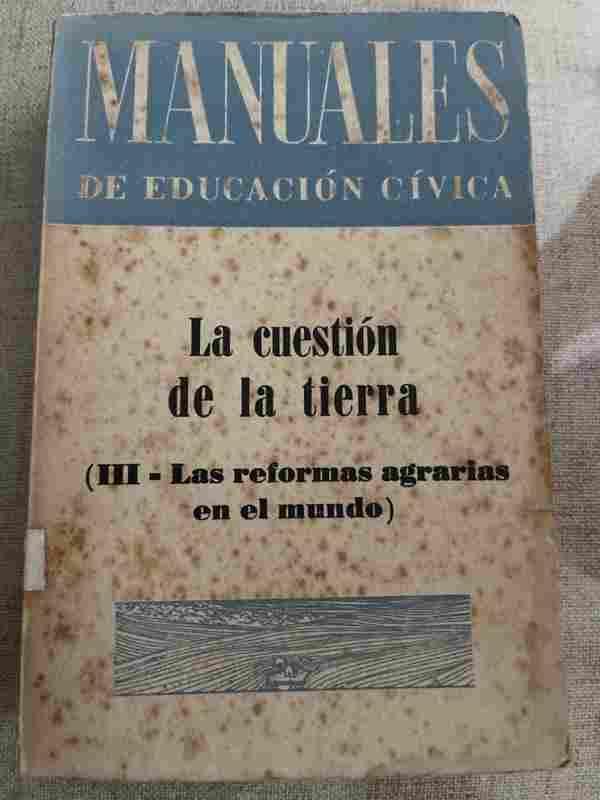 MANUALES
DE EDUCACIÓN CÍVICA
La cuestión
de la tierra
(III - Las reformas agrarias
en el mundo)